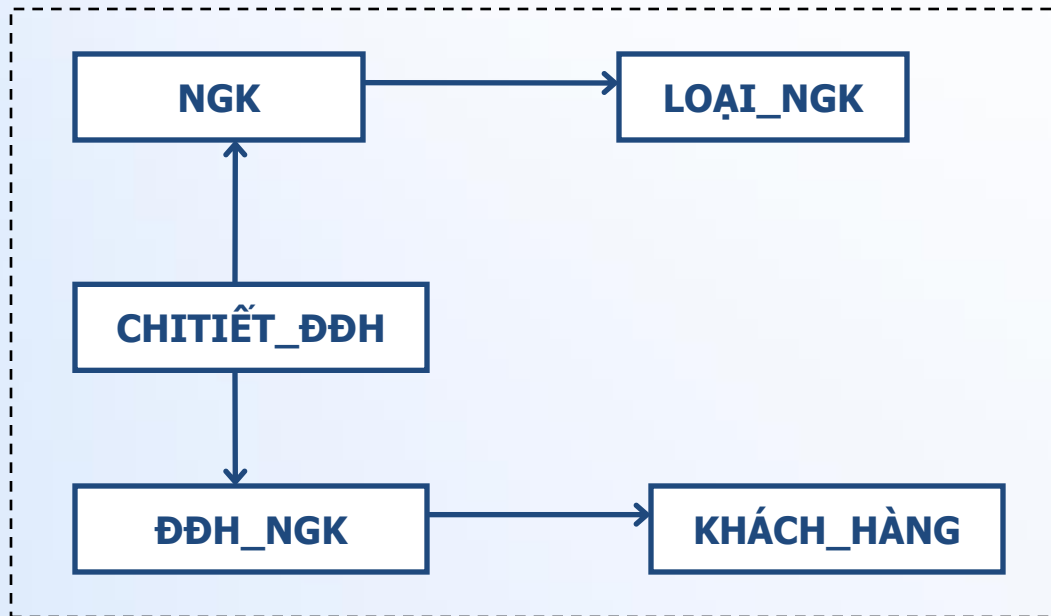 NGK
LOẠI_NGK
CHITIẾT_ĐĐH
ĐĐH_NGK
KHÁCH_HÀNG